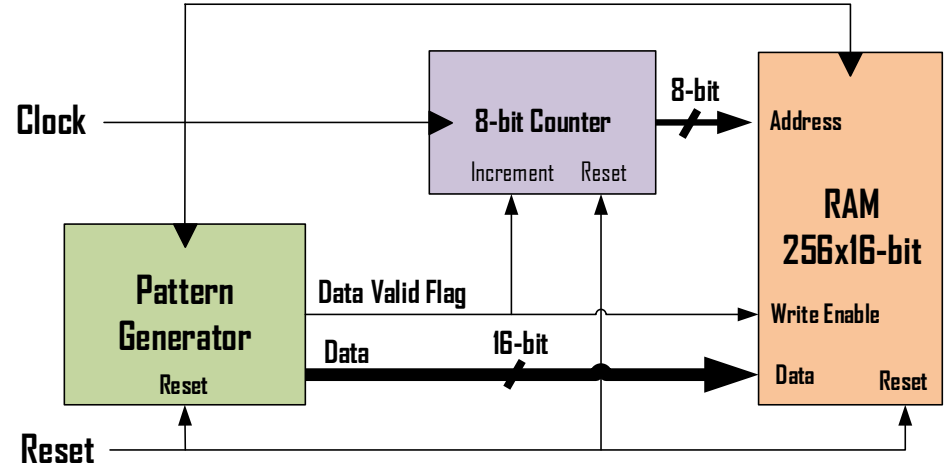 Clock
8-bit Counter
Increment
Reset
8-bit
Address
RAM
256x16-bit
Write Enable
Data
Reset
Pattern
Generator
Reset
Data Valid Flag
Data
16-bit
Reset